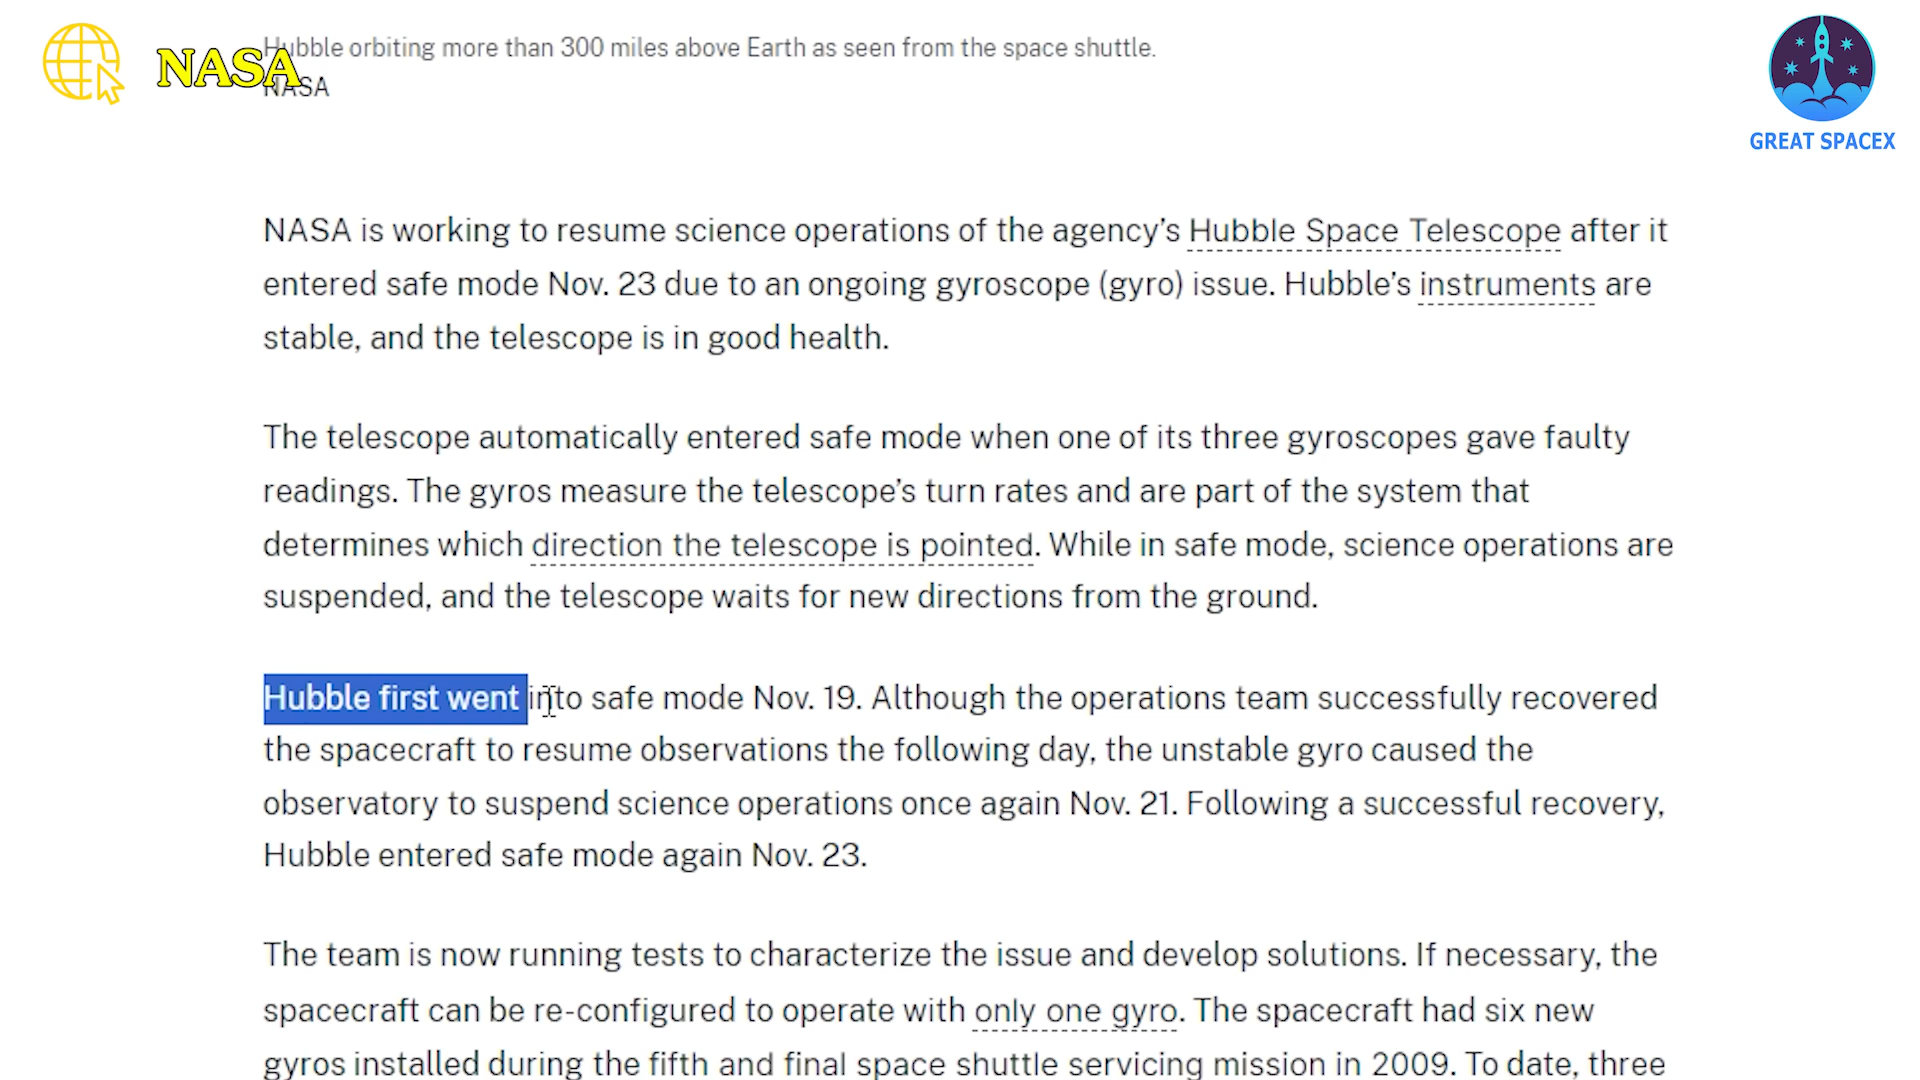 Hubble orbiting more than 300 miles above Earth as seen from the space shuttle.
NASA
NASA
GREAT SPACEX
NASA is working to resume science operations of the agency’s Hubble Space Telescope after it
entered safe mode Nov. 23 due to an ongoing gyroscope (gyro) issue. Hubble’s instruments are
stable, and the telescope is in good health.
The telescope automatically entered safe mode when one of its three gyroscopes gave faulty
readings. The gyros measure the telescope’s turn rates and are part of the system that
determines which direction the telescope is pointed. While in safe mode, science operations are
suspended, and the telescope waits for new directions from the ground.
Hubble first went into safe mode Nov. 19. Although the operations team successfully recovered
the spacecraft to resume observations the following day, the unstable gyro caused the
observatory to suspend science operations once again Nov. 21. Following a successful recovery,
Hubble entered safe mode again Nov. 23.
The team is now running tests to characterize the issue and develop solutions. If necessary, the
spacecraft can be re-configured to operate with only one gyro. The spacecraft had six new
gyros installed during the fifth and final space shuttle servicing mission in 2009. To date, three